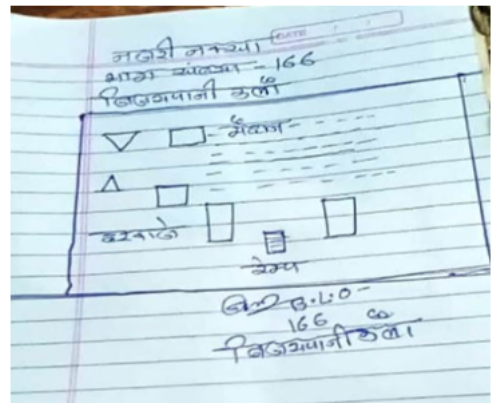 नजरी नक्शा
भाग संख्या - 166
विजयपानी कलाँ
मैदान
दरवाजे
रेम्प
B.L.O -
166
विजयपानी कलाँ